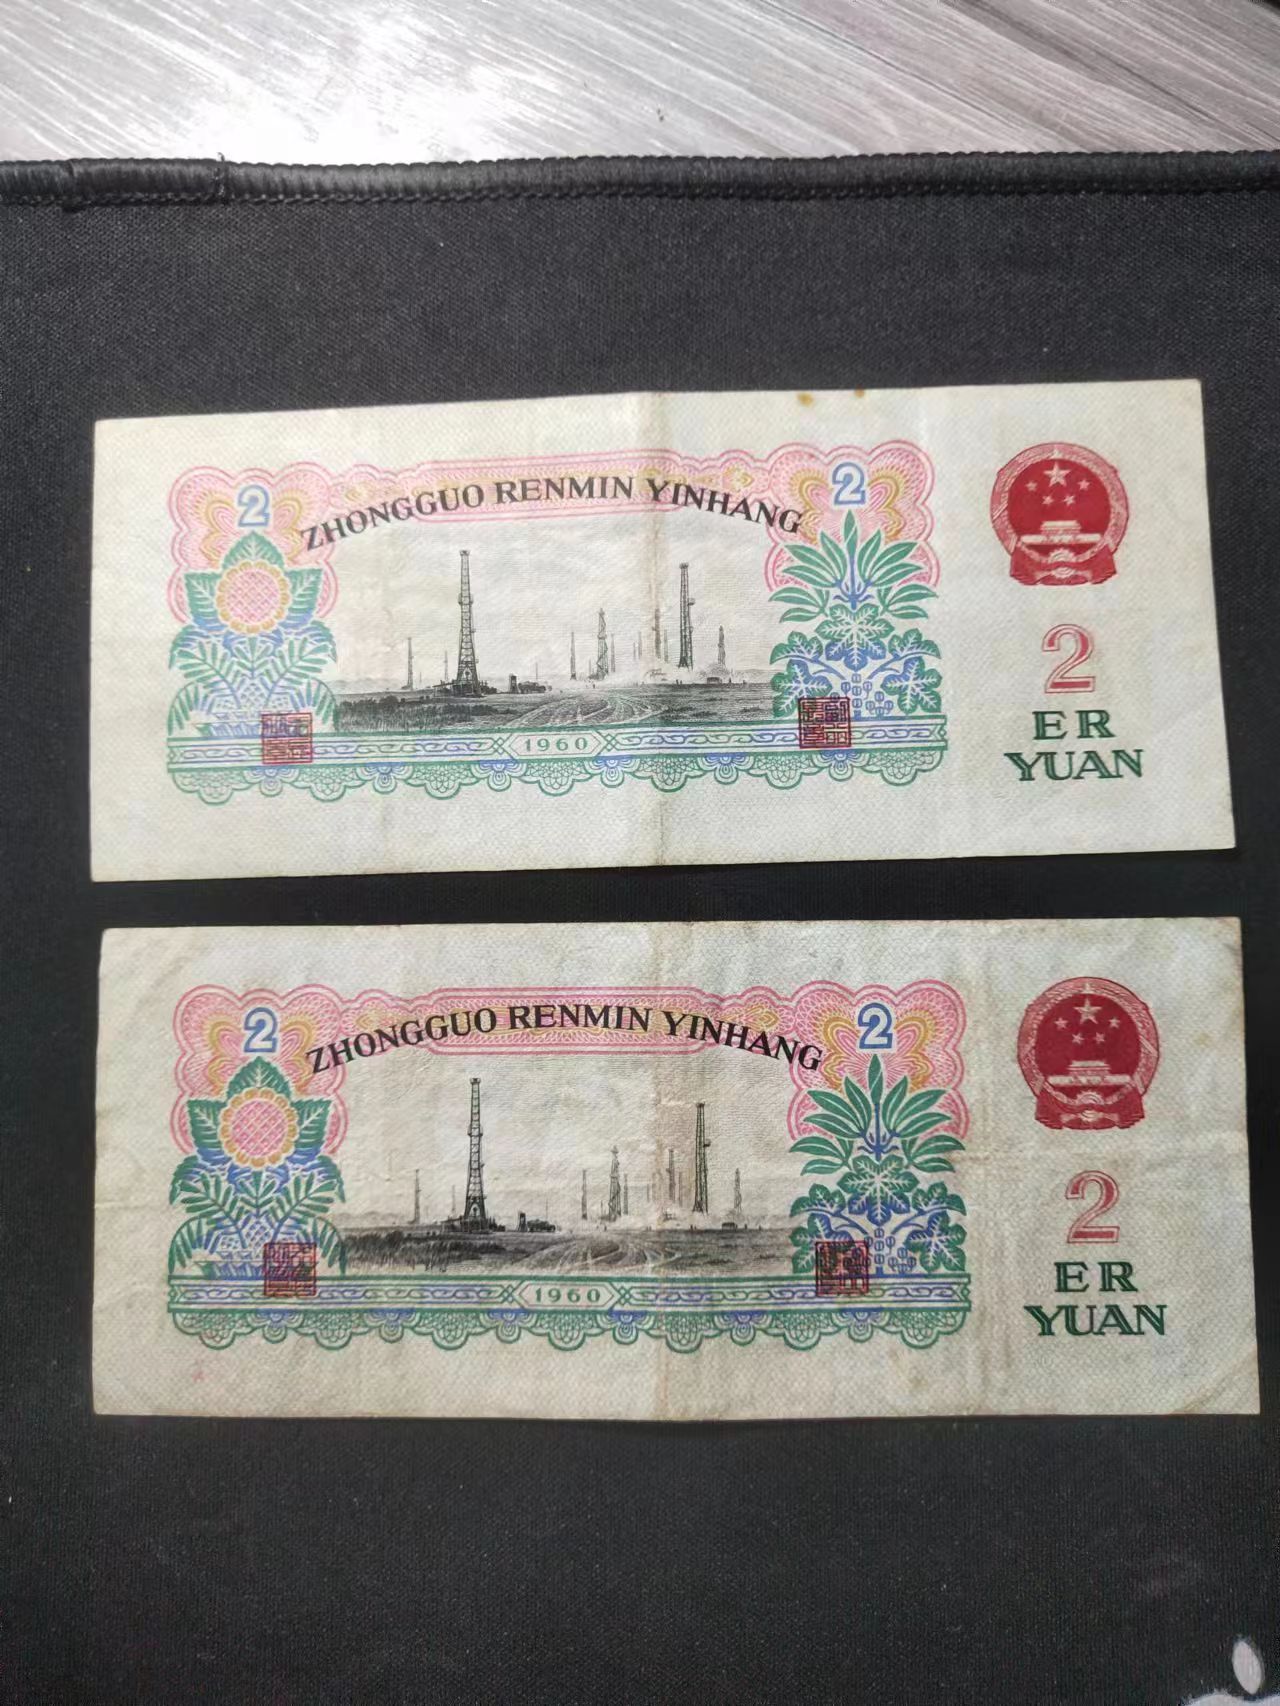 2 2
ZHONGGUO RENMIN YINHANG
1960
2
ER
YUAN
2 2
ZHONGGUO RENMIN YINHANG
1960
2
ER
YUAN